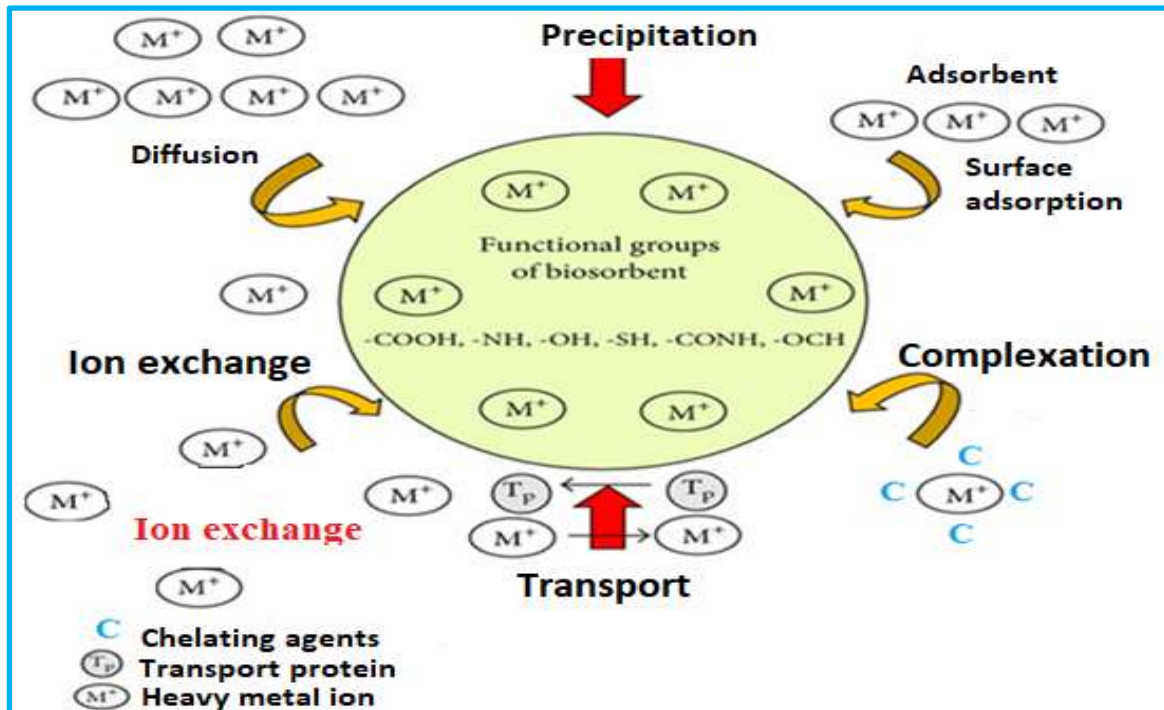 M⁺ M⁺
Precipitation
M⁺ M⁺ M⁺ M⁺
Adsorbent
M⁺ M⁺ M⁺
Diffusion
Surface
adsorption
M⁺ M⁺
Functional groups
of biosorbent
M⁺ M⁺ M⁺
-COOH, -NH, -OH, -SH, -CONH, -OCH
Ion exchange
Complexation
M⁺ M⁺
M⁺
C
M⁺ M⁺ Tₚ Tₚ C M⁺ C
Ion exchange M⁺ M⁺
C
M⁺
Transport
C Chelating agents
Tₚ Transport protein
M⁺ Heavy metal ion